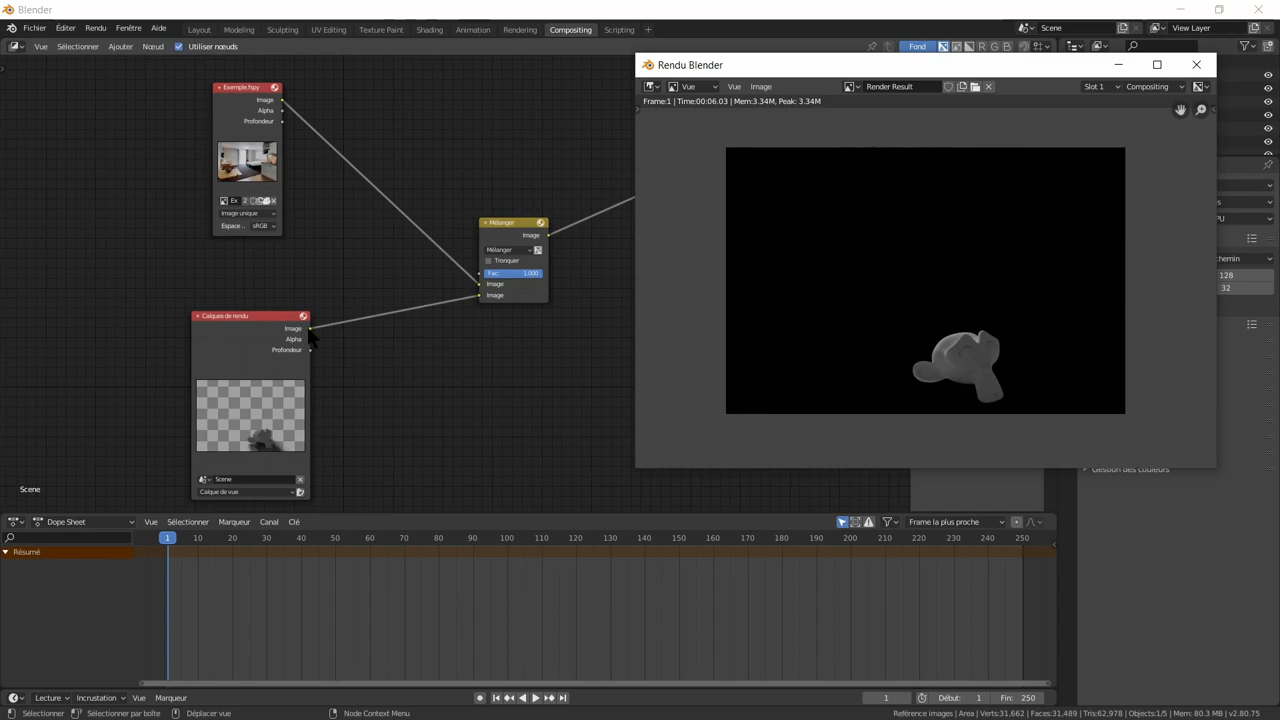 Blender
Fichier Éditer Rendu Fenêtre Aide Layout Modeling Sculpting UV Editing Texture Paint Shading Animation Rendering Compositing Scripting + Scene View Layer
Vue Sélectionner Ajouter Nœud Utiliser nœuds Fond R G B
Rendu Blender
Vue Vue Image Render Result Slot 1 Compositing
Frame:1 | Time:00:06.03 | Mem:3.34M, Peak: 3.34M
Exemple.fspy
Image
Alpha
Profondeur
Ex 2
Image unique
Espace .. sRGB
Mélanger
Image
Mélanger
Tronquer
Fac: 1,000
Image
Image
Calques de rendu
Image
Alpha
Profondeur
Scene
Calque de vue
Scene
s
PU
hemin
128
32
Gestion des couleurs
Dope Sheet Vue Sélectionner Marqueur Canal Clé Frame la plus proche
1 10 20 30 40 50 60 70 80 90 100 110 120 130 140 150 160 170 180 190 200 210 220 230 240 250
Résumé
Lecture Incrustation Vue Marqueur 1 Début: 1 Fin: 250
Sélectionner Sélectionner par boîte Déplacer vue Node Context Menu Référence images | Area | Verts:31,662 | Faces:31,489 | Tris:62,978 | Objects:1/5 | Mem: 80.3 MB | v2.80.75